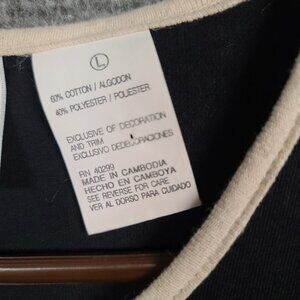 L
60% COTTON / ALGODON
40% POLYESTER / POLIESTER
EXCLUSIVE OF DECORATION
AND TRIM
EXCLUSIVO DEDECORACIONES
RN 40299
MADE IN CAMBODIA
HECHO EN CAMBOYA
SEE REVERSE FOR CARE
VER AL DORSO PARA CUIDADO